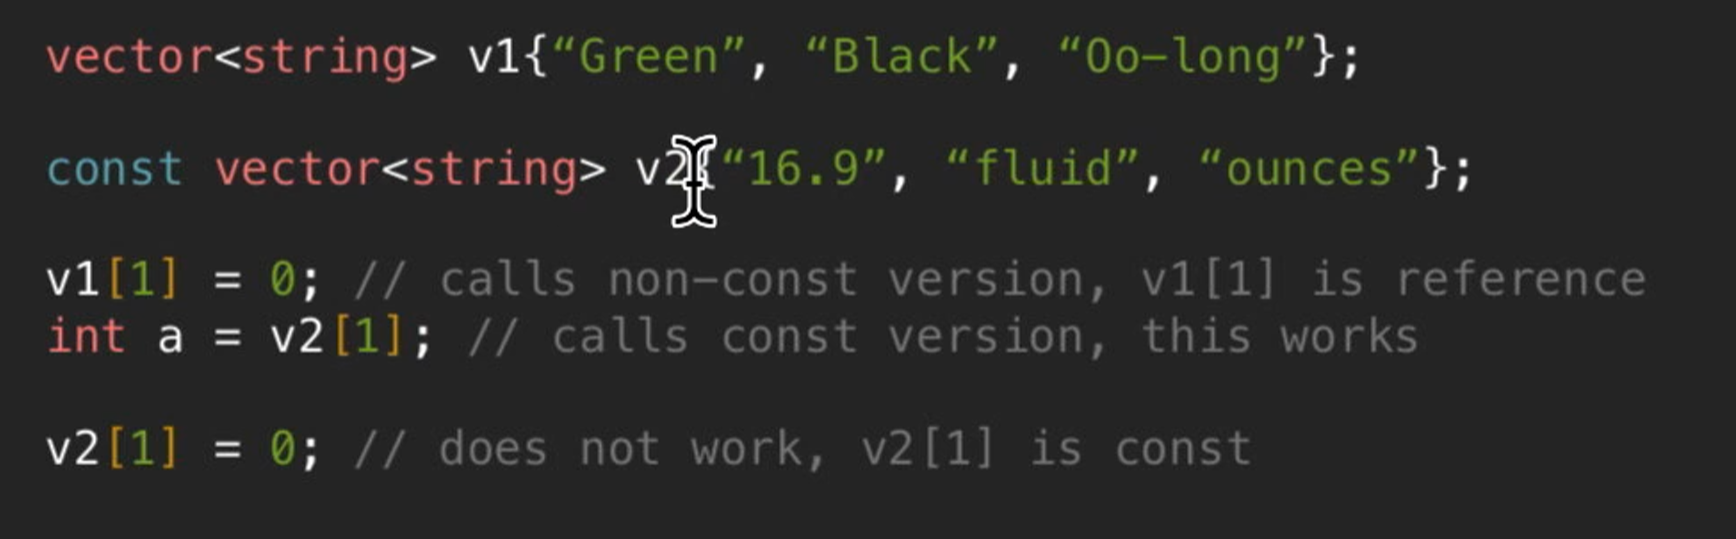 vector<string> v1{“Green”, “Black”, “Oo-long”};
const vector<string> v2{“16.9”, “fluid”, “ounces”};
v1[1] = 0; // calls non-const version, v1[1] is reference
int a = v2[1]; // calls const version, this works
v2[1] = 0; // does not work, v2[1] is const